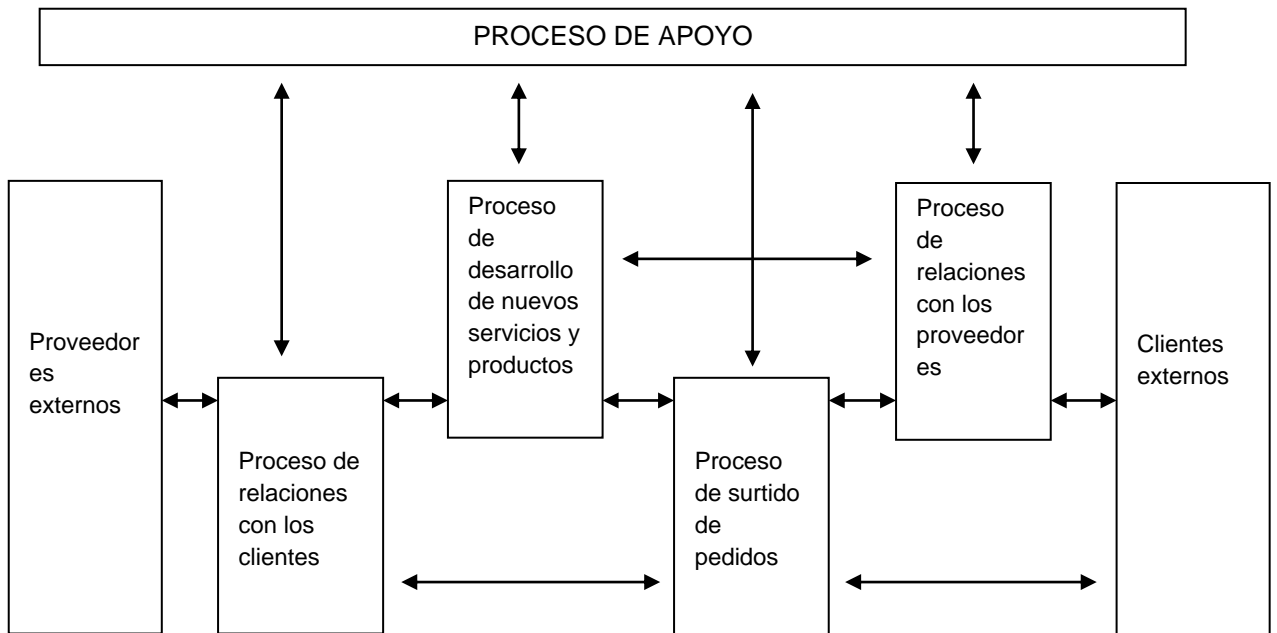 PROCESO DE APOYO
Proveedor
es
externos
Proceso de
relaciones
con los
clientes
Proceso
de
desarrollo
de nuevos
servicios y
productos
Proceso
de surtido
de
pedidos
Proceso
de
relaciones
con los
proveedor
es
Clientes
externos